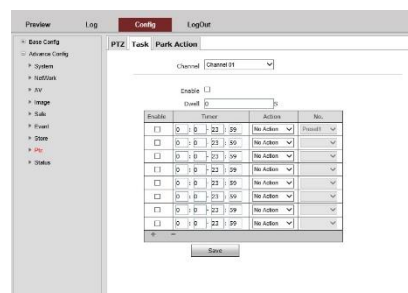 Preview Log Config LogOut
Base Config
Advance Config
System
NetWork
AV
Image
Safe
Event
Store
Ptz
Status
PTZ Task Park Action
Channel Channel 01
Enable
Dwell 0 S
Enable Timer Action No.
0 : 0 - 23 : 59 No Action Preset1
0 : 0 - 23 : 59 No Action
0 : 0 - 23 : 59 No Action
0 : 0 - 23 : 59 No Action
0 : 0 - 23 : 59 No Action
0 : 0 - 23 : 59 No Action
0 : 0 - 23 : 59 No Action
0 : 0 - 23 : 59 No Action
+ -
Save